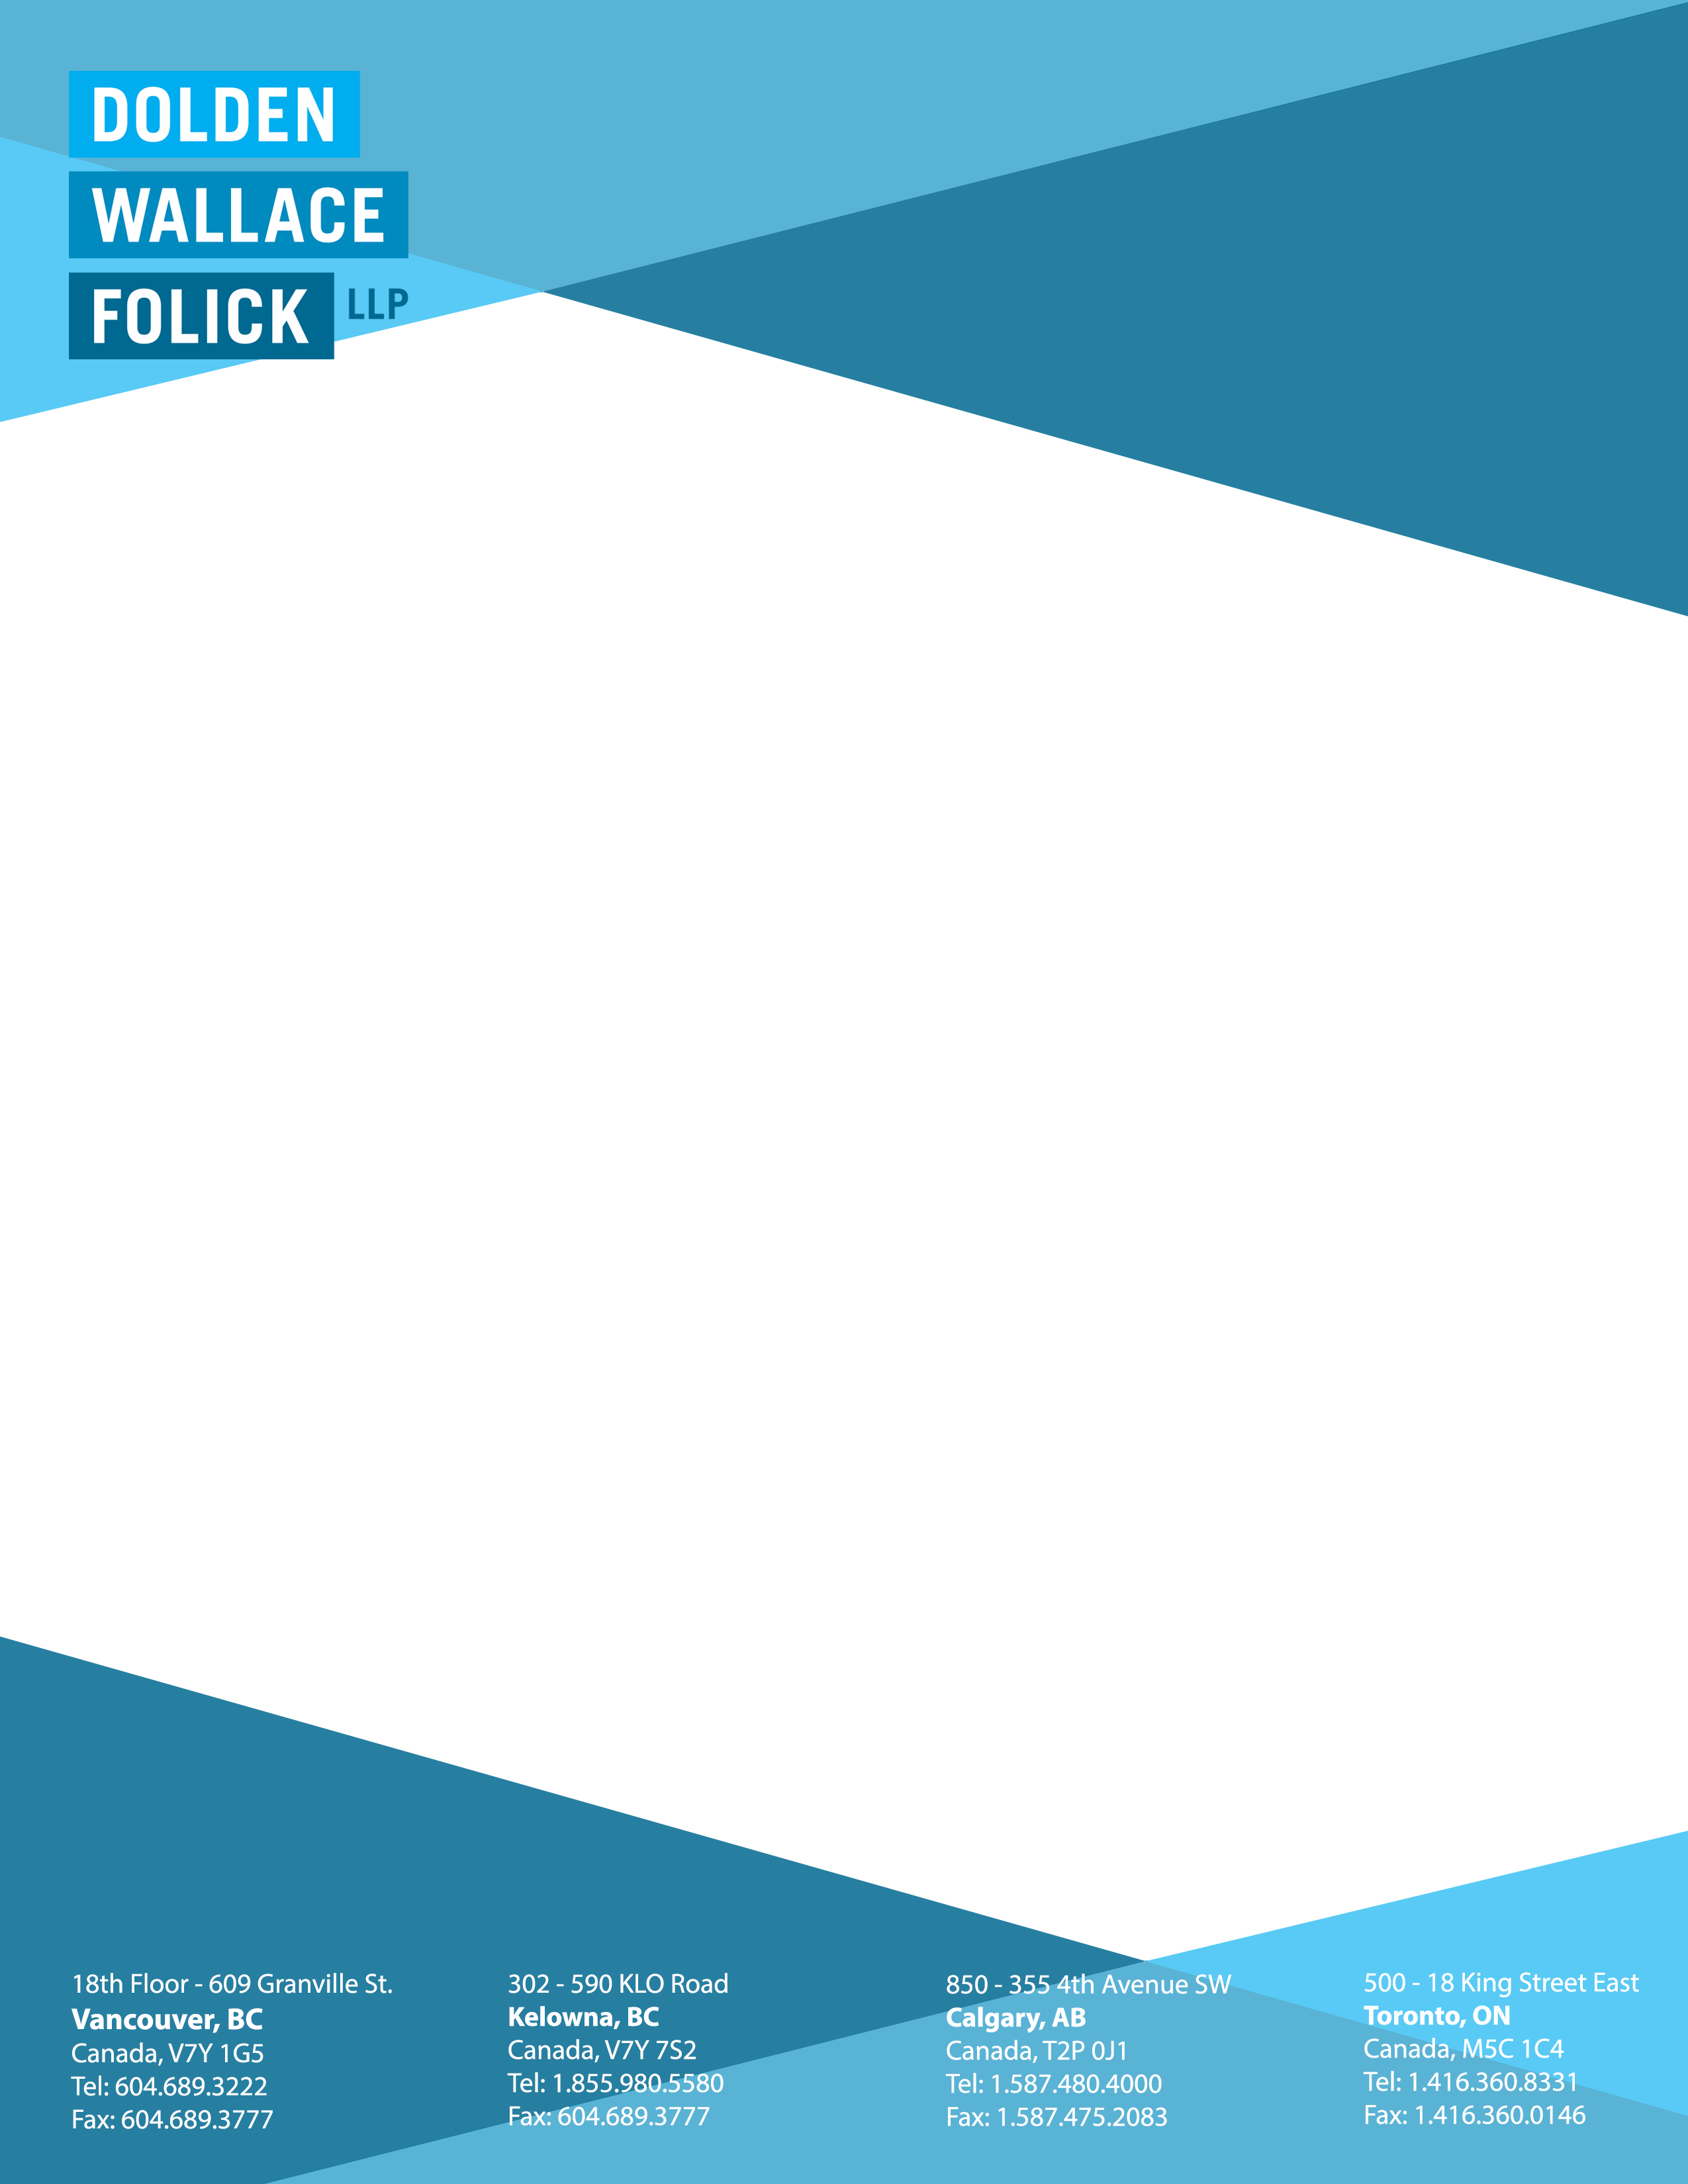 DOLDEN
WALLACE
FOLICK LLP
18th Floor - 609 Granville St.
Vancouver, BC
Canada, V7Y 1G5
Tel: 604.689.3222
Fax: 604.689.3777
302 - 590 KLO Road
Kelowna, BC
Canada, V7Y 7S2
Tel: 1.855.980.5580
Fax: 604.689.3777
850 - 355 4th Avenue SW
Calgary, AB
Canada, T2P 0J1
Tel: 1.587.480.4000
Fax: 1.587.475.2083
500 - 18 King Street East
Toronto, ON
Canada, M5C 1C4
Tel: 1.416.360.8331
Fax: 1.416.360.0146